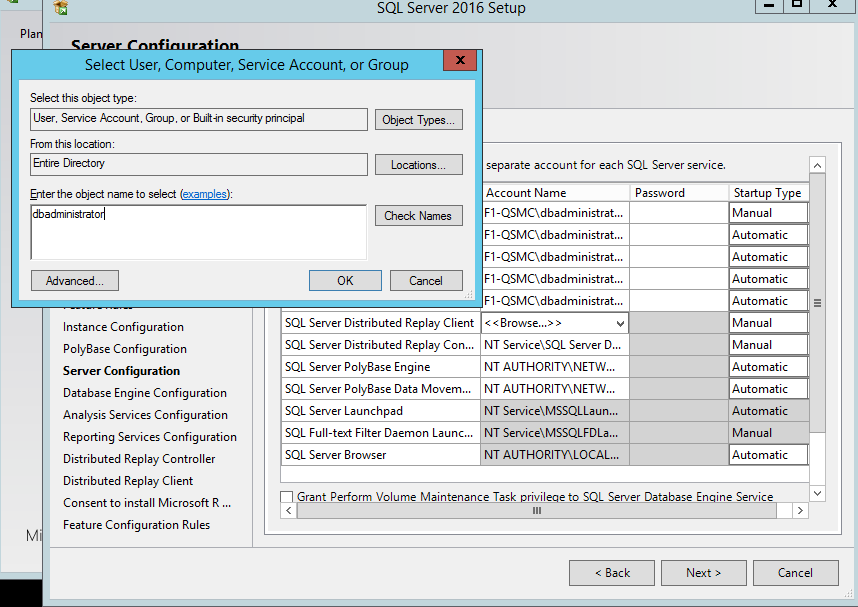 SQL Server 2016 Setup
Plan
Server Configuration
Select User, Computer, Service Account, or Group
Select this object type:
User, Service Account, Group, or Built-in security principal
Object Types...
From this location:
Entire Directory
Locations...
Enter the object name to select (examples):
dbadministrator
Check Names
Advanced...
OK
Cancel
separate account for each SQL Server service.
Account Name Password Startup Type
F1-QSMC\dbadministrat... Manual
F1-QSMC\dbadministrat... Automatic
F1-QSMC\dbadministrat... Automatic
F1-QSMC\dbadministrat... Automatic
F1-QSMC\dbadministrat... Automatic
SQL Server Distributed Replay Client <<Browse...>> Manual
SQL Server Distributed Replay Con... NT Service\SQL Server D... Manual
SQL Server PolyBase Engine NT AUTHORITY\NETW... Automatic
SQL Server PolyBase Data Movem... NT AUTHORITY\NETW... Automatic
SQL Server Launchpad NT Service\MSSQLLaun... Automatic
SQL Full-text Filter Daemon Launc... NT Service\MSSQLFDLa... Manual
SQL Server Browser NT AUTHORITY\LOCAL... Automatic
Grant Perform Volume Maintenance Task privilege to SQL Server Database Engine Service
Instance Configuration
PolyBase Configuration
Server Configuration
Database Engine Configuration
Analysis Services Configuration
Reporting Services Configuration
Distributed Replay Controller
Distributed Replay Client
Consent to install Microsoft R ...
Feature Configuration Rules
Mi
< Back
Next >
Cancel